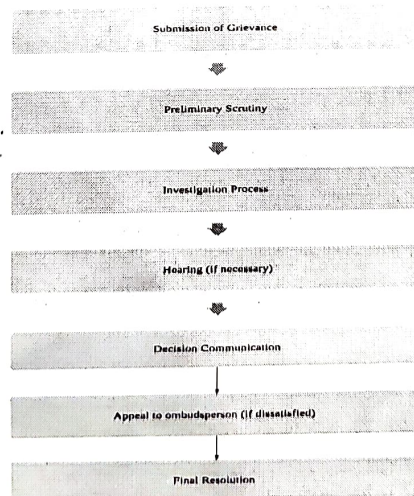 Submission of Grievance
Preliminary Scrutiny
Investigation Process
Hearing (if necessary)
Decision Communication
Appeal to ombudsperson (if dissatisfied)
Final Resolution